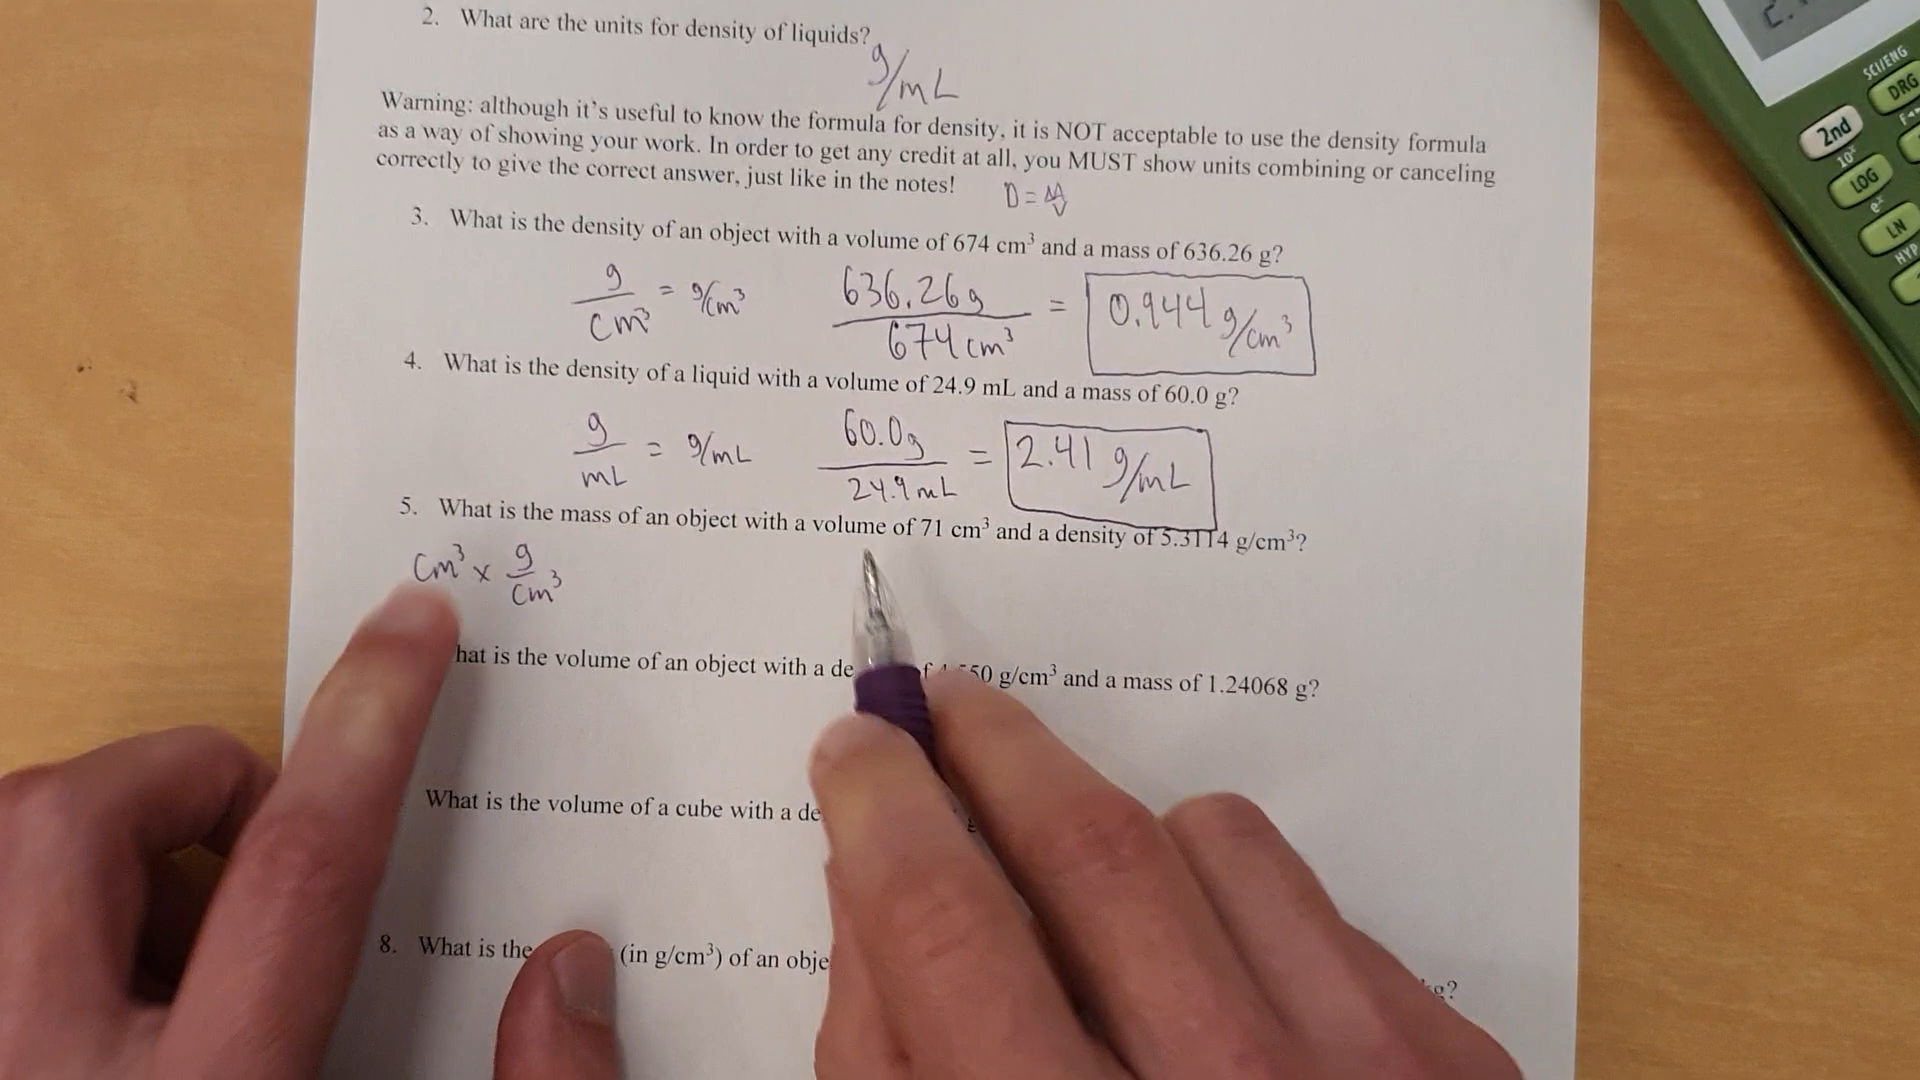 2. What are the units for density of liquids?
g/mL
Warning: although it's useful to know the formula for density, it is NOT acceptable to use the density formula
as a way of showing your work. In order to get any credit at all, you MUST show units combining or canceling
correctly to give the correct answer, just like in the notes!
D = M/V
3. What is the density of an object with a volume of 674 cm³ and a mass of 636.26 g?
g/cm³ = g/cm³ 636.26g/674cm³ = 0.944 g/cm³
4. What is the density of a liquid with a volume of 24.9 mL and a mass of 60.0 g?
g/mL = g/mL 60.0g/24.9mL = 2.41 g/mL
5. What is the mass of an object with a volume of 71 cm³ and a density of 5.3114 g/cm³?
cm³ x g/cm³
hat is the volume of an object with a de 50 g/cm³ and a mass of 1.24068 g?
What is the volume of a cube with a de
8. What is the (in g/cm³) of an obje g?
SCI/ENG
DRG
2nd
10ˣ
LOG
eˣ
LN
HYP